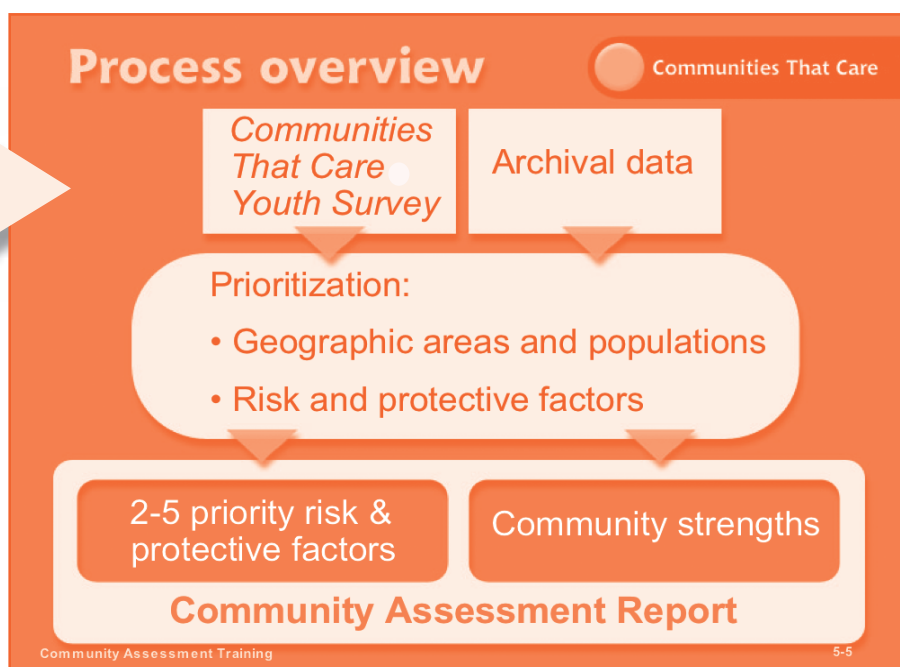 Process overview
Communities That Care
Communities
That Care
Youth Survey
Archival data
Prioritization:
• Geographic areas and populations
• Risk and protective factors
2-5 priority risk &
protective factors
Community strengths
Community Assessment Report
Community Assessment Training
5-5